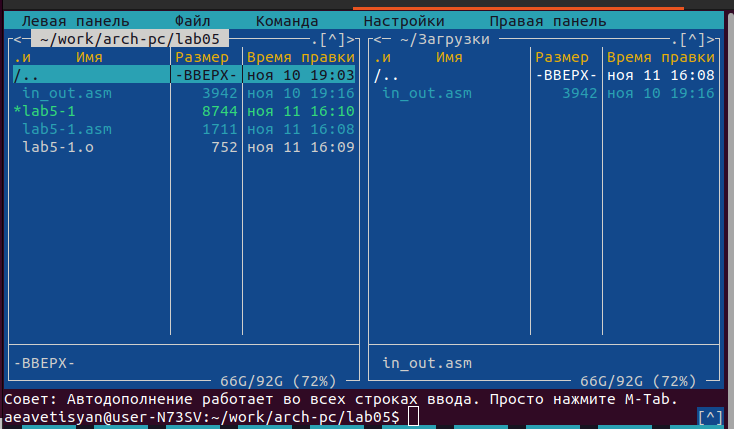 Левая панель Файл Команда Настройки Правая панель
<- ~/work/arch-pc/lab05 .[^]> <- ~/Загрузки .[^]>
.и Имя Размер Время правки .и Имя Размер Время правки
/.. -ВВЕРХ- ноя 10 19:03 /.. -ВВЕРХ- ноя 11 16:08
in_out.asm 3942 ноя 10 19:16 in_out.asm 3942 ноя 10 19:16
*lab5-1 8744 ноя 11 16:10
lab5-1.asm 1711 ноя 11 16:08
lab5-1.o 752 ноя 11 16:09
-ВВЕРХ- in_out.asm
66G/92G (72%) 66G/92G (72%)
Совет: Автодополнение работает во всех строках ввода. Просто нажмите M-Tab.
aeavetisyan@user-N73SV:~/work/arch-pc/lab05$ [^]